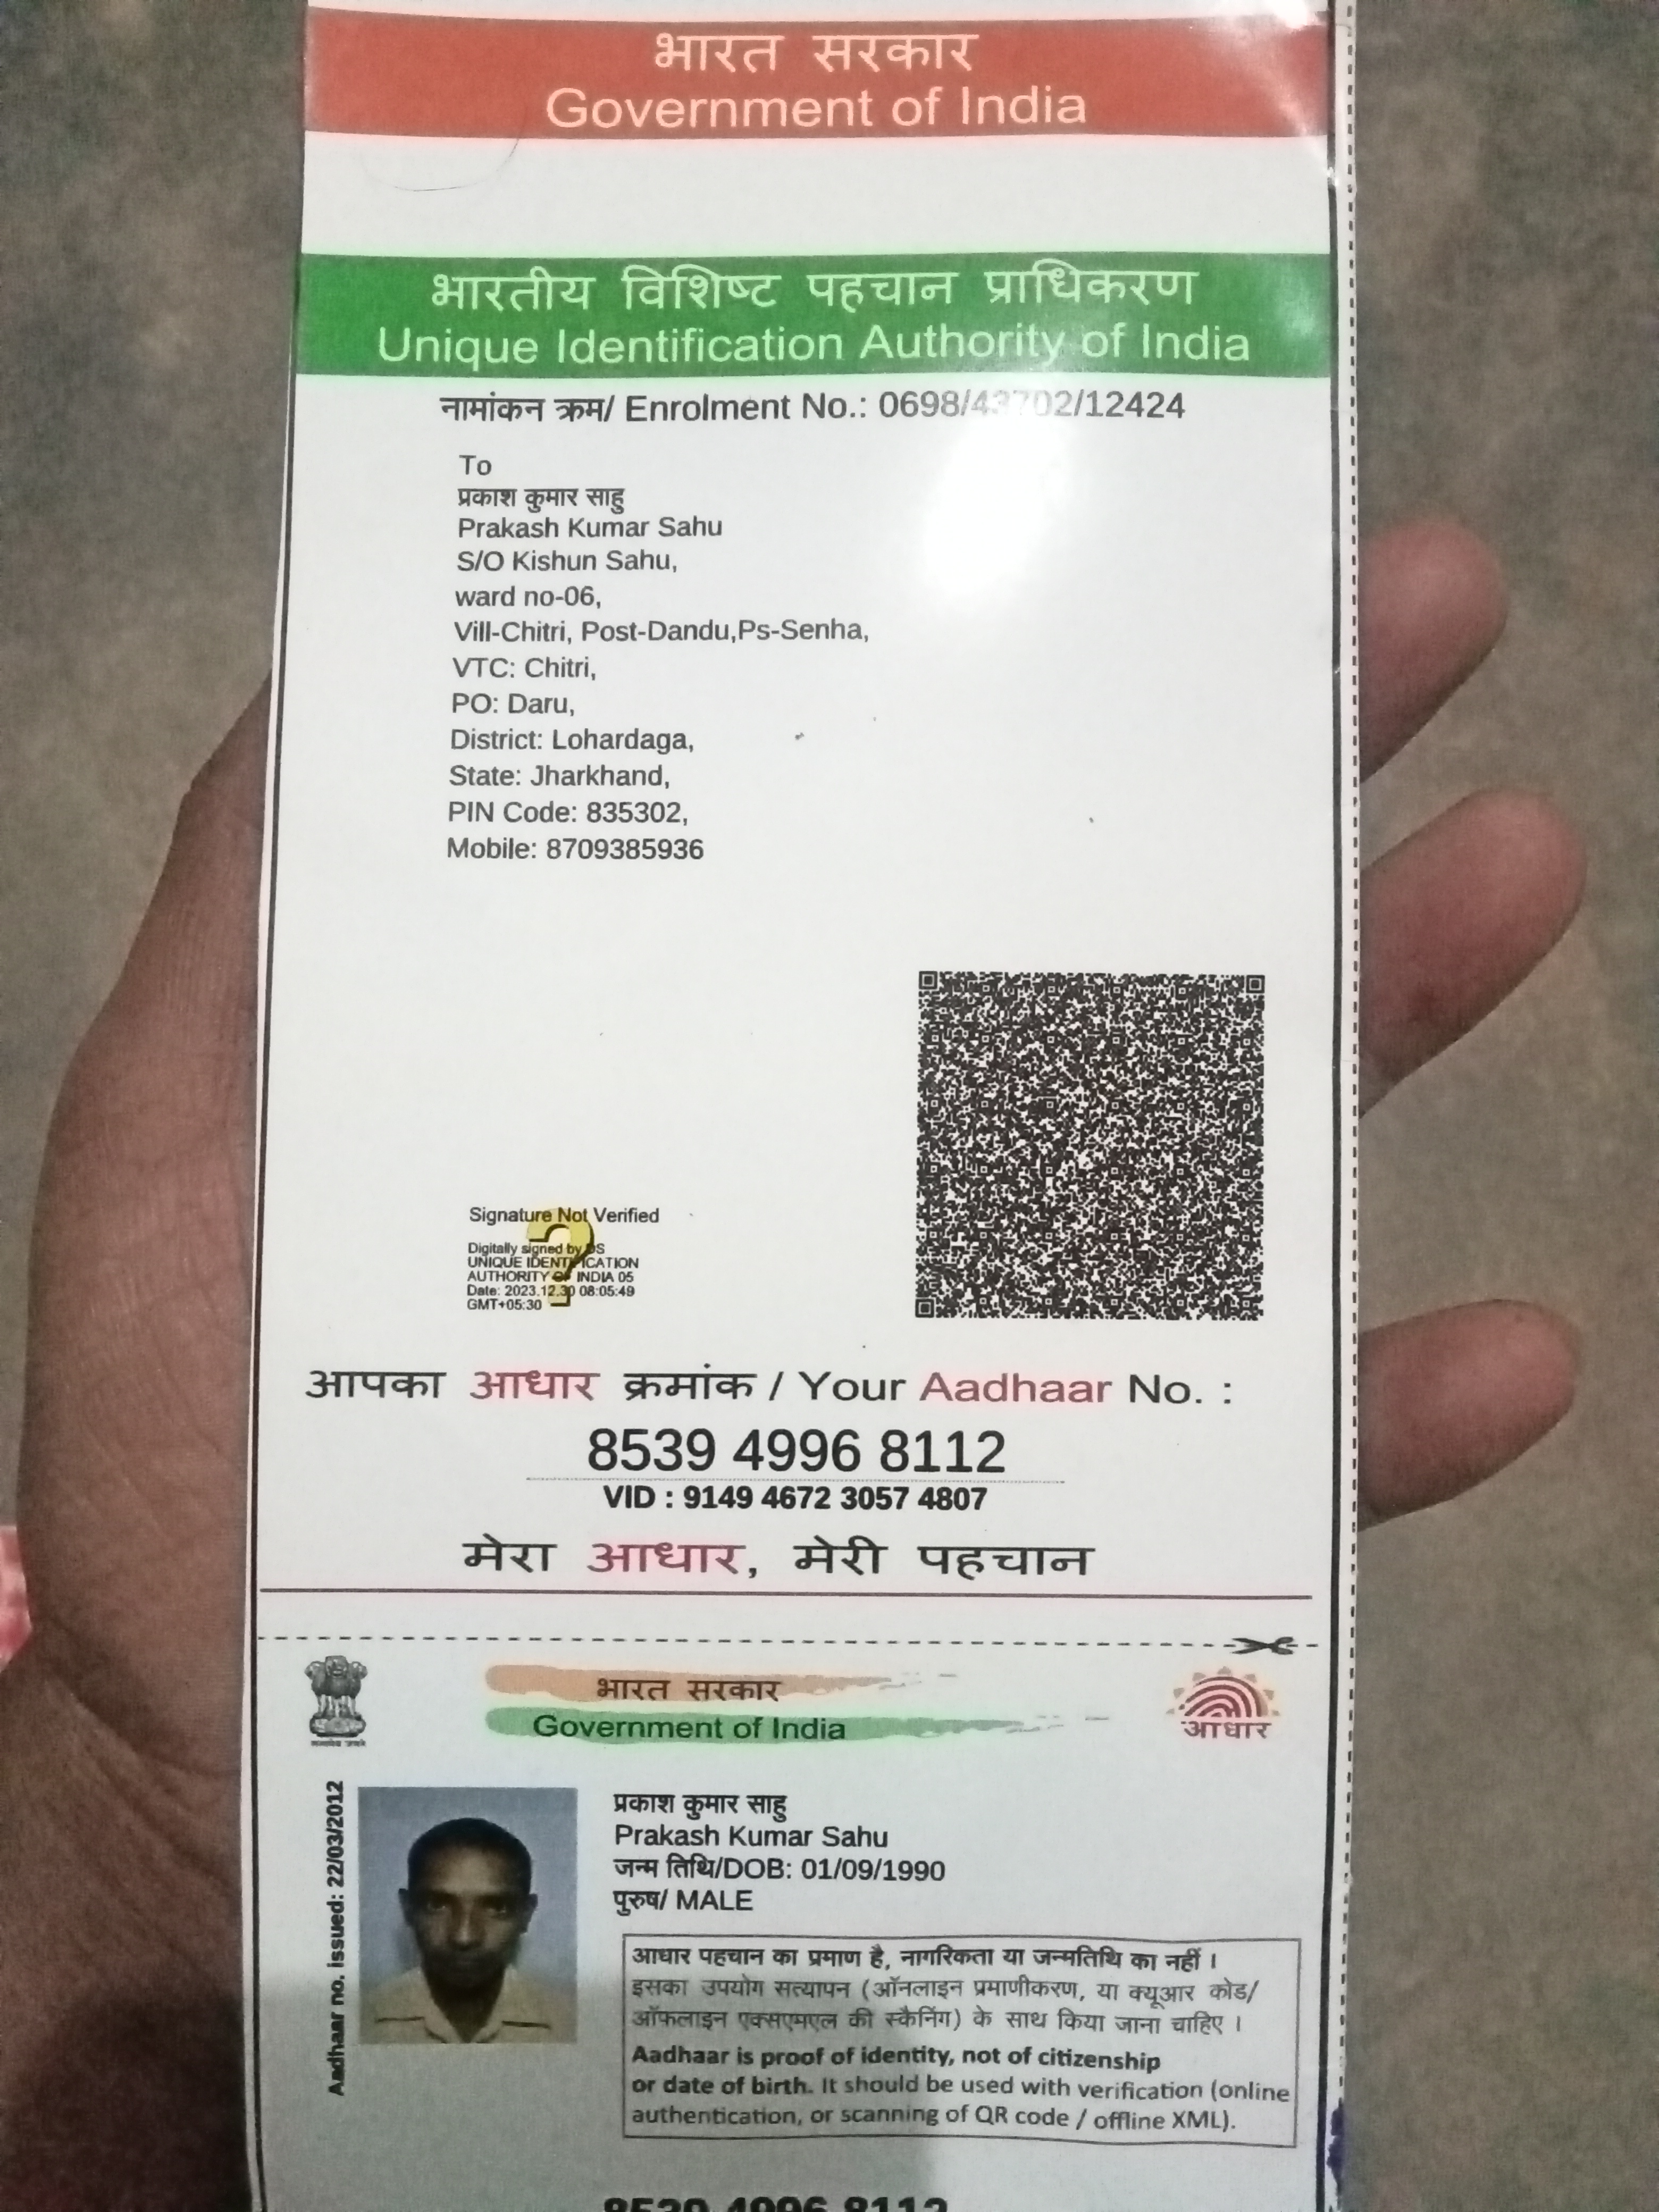 भारत सरकार
Government of India
भारतीय विशिष्ट पहचान प्राधिकरण
Unique Identification Authority of India
नामांकन क्रम/ Enrolment No.: 0698/43702/12424
To
प्रकाश कुमार साहु
Prakash Kumar Sahu
S/O Kishun Sahu,
ward no-06,
Vill-Chitri, Post-Dandu,Ps-Senha,
VTC: Chitri,
PO: Daru,
District: Lohardaga,
State: Jharkhand,
PIN Code: 835302,
Mobile: 8709385936
Signature Not Verified
Digitally signed by DS
UNIQUE IDENTIFICATION
AUTHORITY OF INDIA 05
Date: 2023.12.30 08:05:49
GMT+05:30
आपका आधार क्रमांक / Your Aadhaar No. :
8539 4996 8112
VID : 9149 4672 3057 4807
मेरा आधार, मेरी पहचान
भारत सरकार
Government of India
आधार
Aadhaar no. issued: 22/03/2012
प्रकाश कुमार साहु
Prakash Kumar Sahu
जन्म तिथि/DOB: 01/09/1990
पुरुष/ MALE
आधार पहचान का प्रमाण है, नागरिकता या जन्मतिथि का नहीं ।
इसका उपयोग सत्यापन (ऑनलाइन प्रमाणीकरण, या क्यूआर कोड/
ऑफलाइन एक्सएमएल की स्कैनिंग) के साथ किया जाना चाहिए ।
Aadhaar is proof of identity, not of citizenship
or date of birth. It should be used with verification (online
authentication, or scanning of QR code / offline XML).
8539 4996 8112